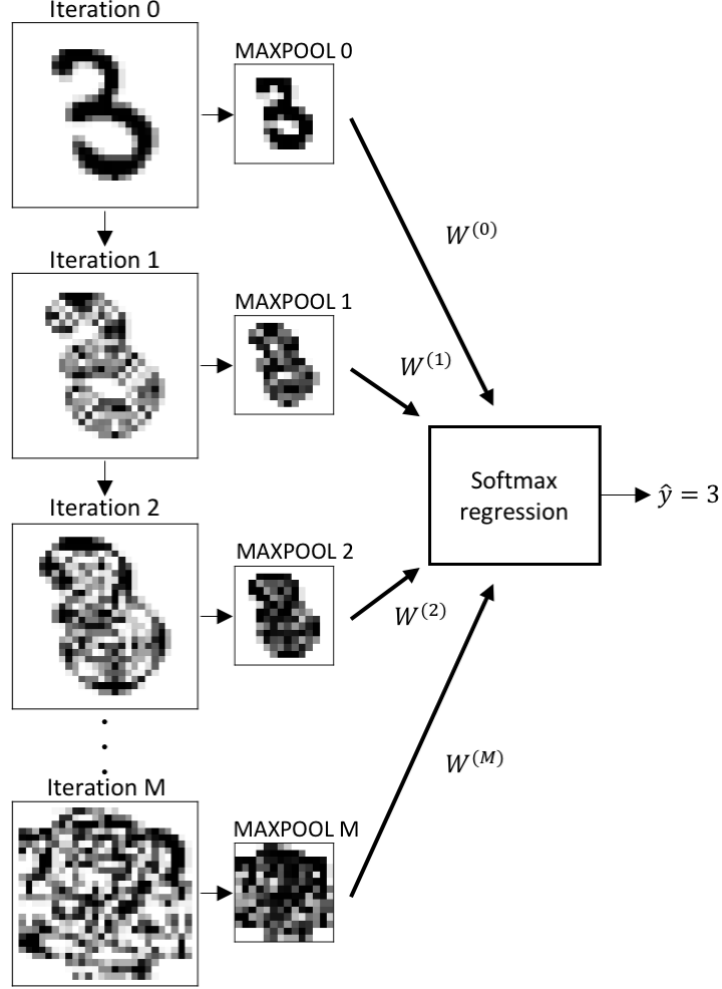 Iteration 0
MAXPOOL 0
W^(0)
Iteration 1
MAXPOOL 1
W^(1)
Softmax
regression
ŷ = 3
Iteration 2
MAXPOOL 2
W^(2)
W^(M)
Iteration M
MAXPOOL M